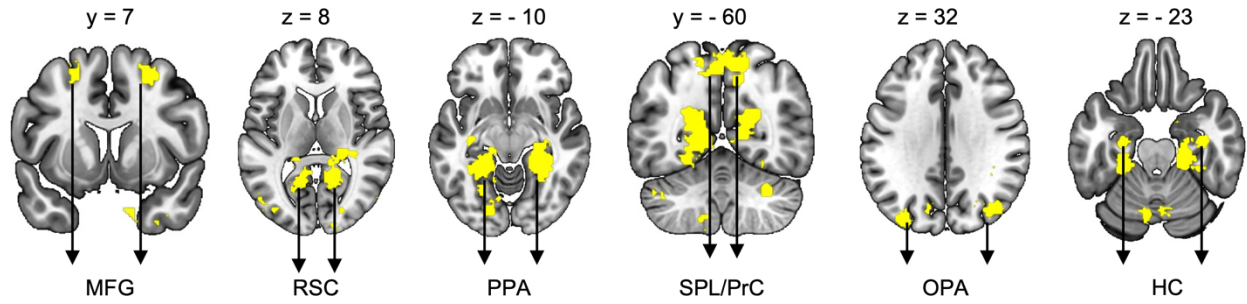 y = 7 z = 8 z = - 10 y = - 60 z = 32 z = - 23
MFG RSC PPA SPL/PrC OPA HC